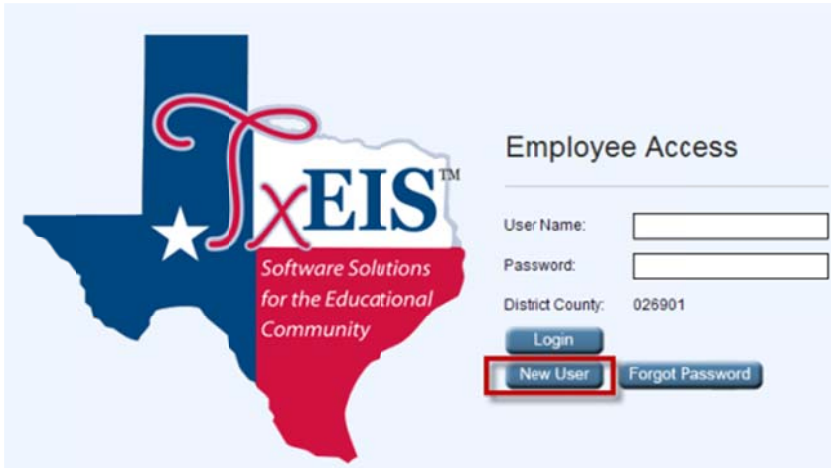 TxEIS™
Software Solutions
for the Educational
Community
Employee Access
User Name:
Password:
District County: 026901
Login
New User Forgot Password